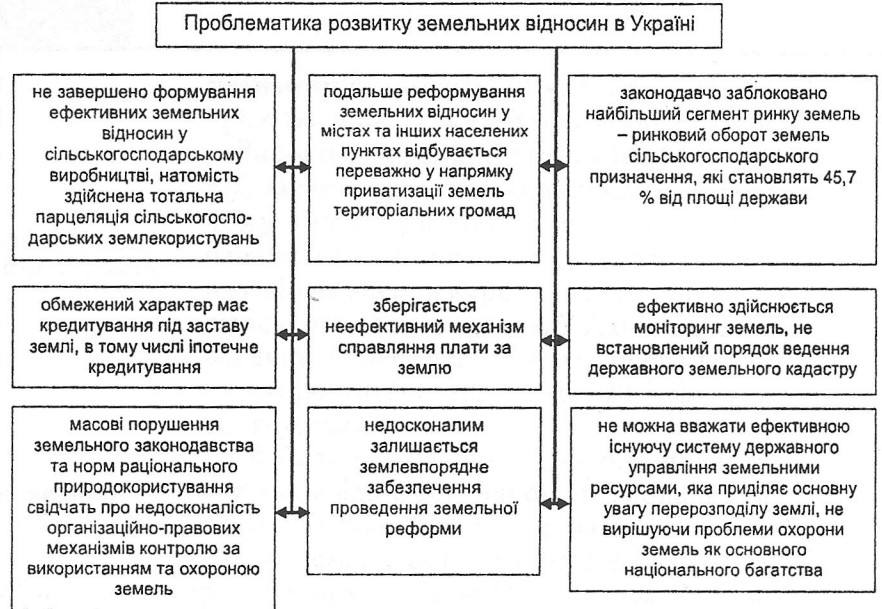 Проблематика розвитку земельних відносин в Україні
не завершено формування
ефективних земельних
відносин у
сільськогосподарському
виробництві, натомість
здійснена тотальна
парцеляція сільськогоспо-
дарських землекористувань
подальше реформування
земельних відносин у
містах та інших населених
пунктах відбувається
переважно у напрямку
приватизації земель
територіальних громад
законодавчо заблоковано
найбільший сегмент ринку земель
– ринковий оборот земель
сільськогосподарського
призначення, які становлять 45,7
% від площі держави
обмежений характер має
кредитування під заставу
землі, в тому числі іпотечне
кредитування
зберігається
неефективний механізм
справляння плати за
землю
ефективно здійснюється
моніторинг земель, не
встановлений порядок ведення
державного земельного кадастру
масові порушення
земельного законодавства
та норм раціонального
природокористування
свідчать про недосконалість
організаційно-правових
механізмів контролю за
використанням та охороною
земель
недосконалим
залишається
землевпорядне
забезпечення
проведення земельної
реформи
не можна вважати ефективною
існуючу систему державного
управління земельними
ресурсами, яка приділяє основну
увагу перерозподілу землі, не
вирішуючи проблеми охорони
земель як основного
національного багатства